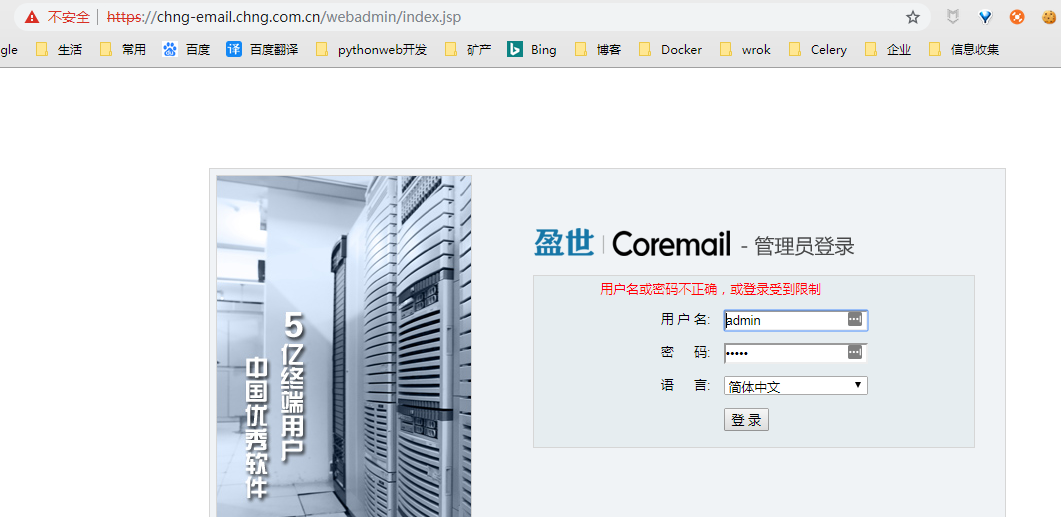 不安全 https://chng-email.chng.com.cn/webadmin/index.jsp
gle 生活 常用 百度 译 百度翻译 pythonweb开发 矿产 Bing 博客 Docker wrok Celery 企业 信息收集
盈世 Coremail - 管理员登录
用户名或密码不正确，或登录受到限制
用 户 名: admin
密 码: •••••
语 言: 简体中文
登 录
5亿终端用户
中国优秀软件